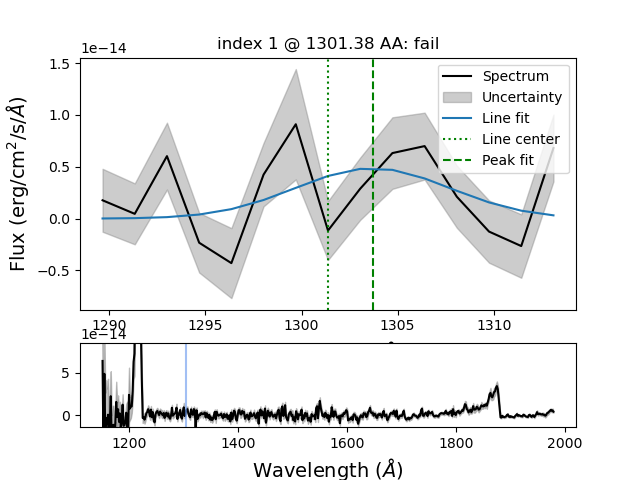 index 1 @ 1301.38 AA: fail
1e−14
1.5
1.0
0.5
0.0
−0.5
Flux (erg/cm²/s/Å)
Spectrum
Uncertainty
Line fit
Line center
Peak fit
1290 1295 1300 1305 1310
1e−14
5
0
1200 1400 1600 1800 2000
Wavelength (Å)